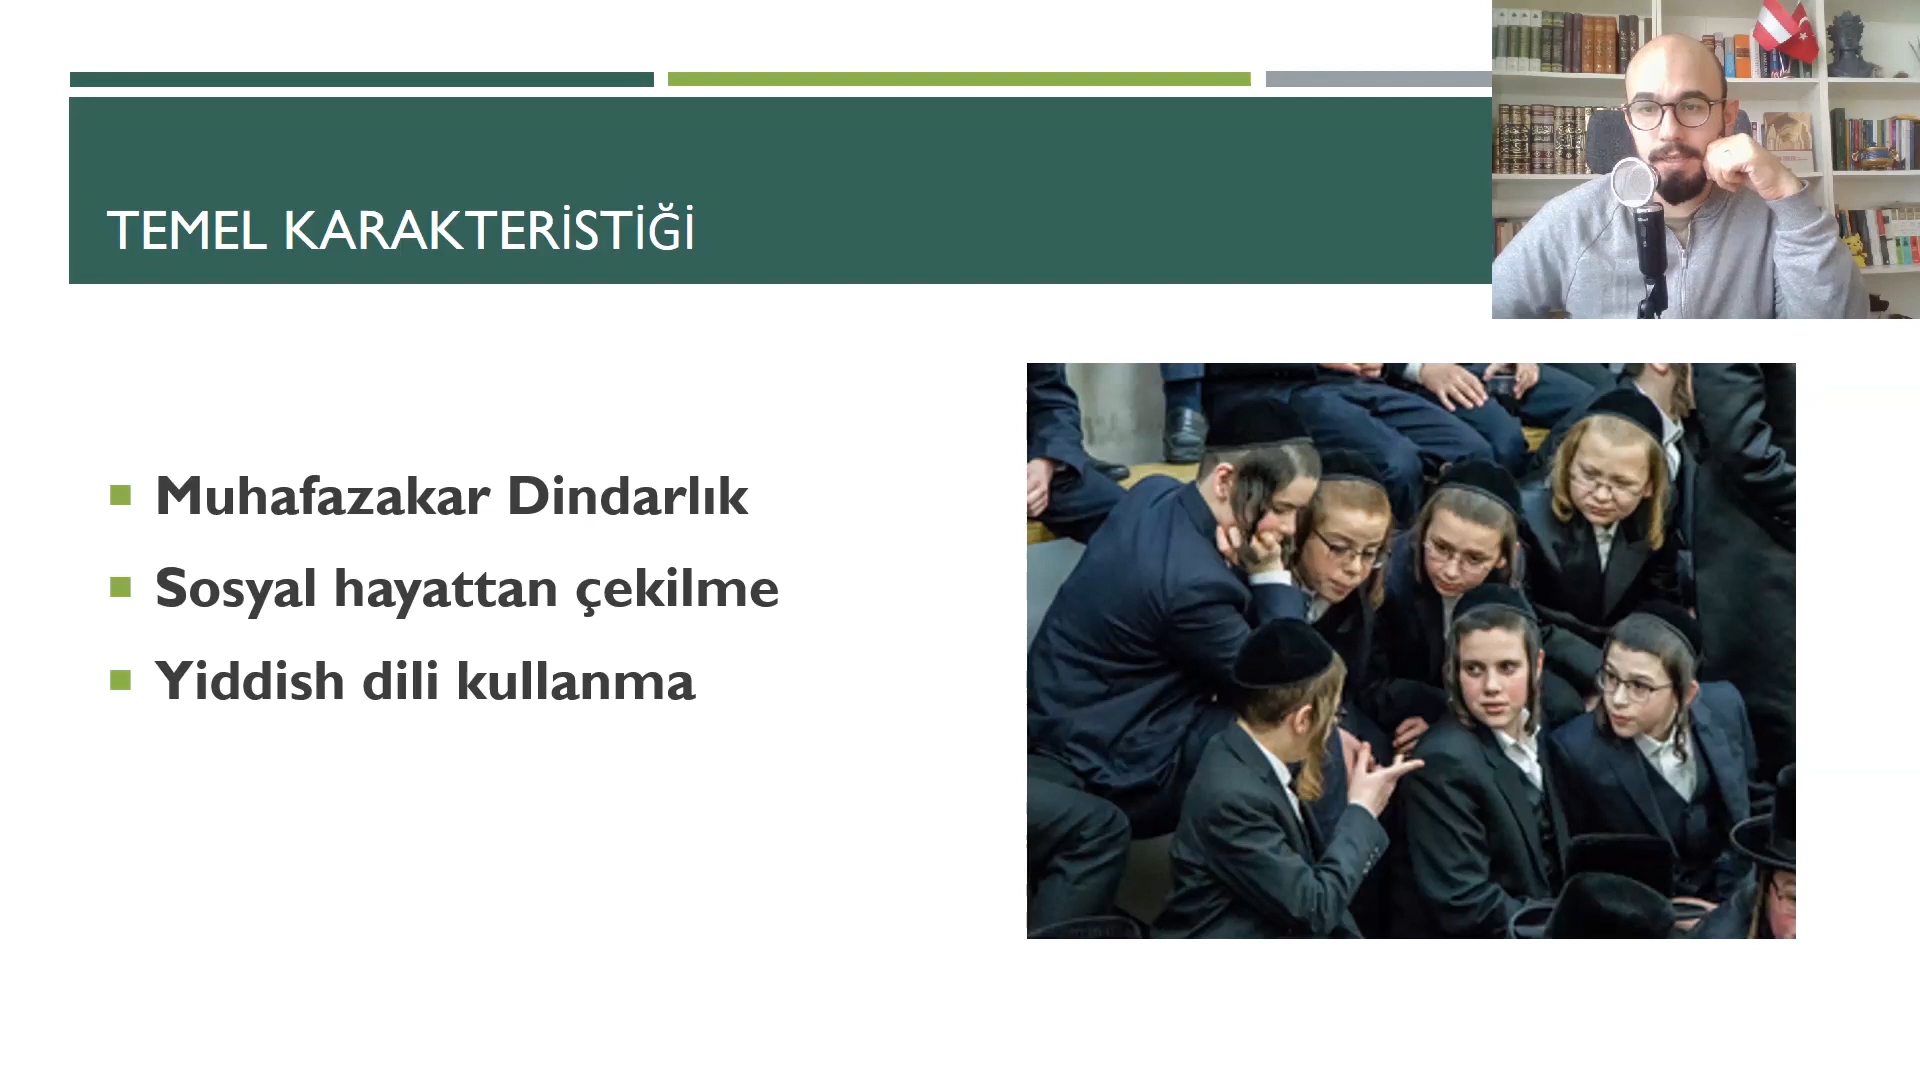 TEMEL KARAKTERİSTİĞİ
Muhafazakar Dindarlık
Sosyal hayattan çekilme
Yiddish dili kullanma